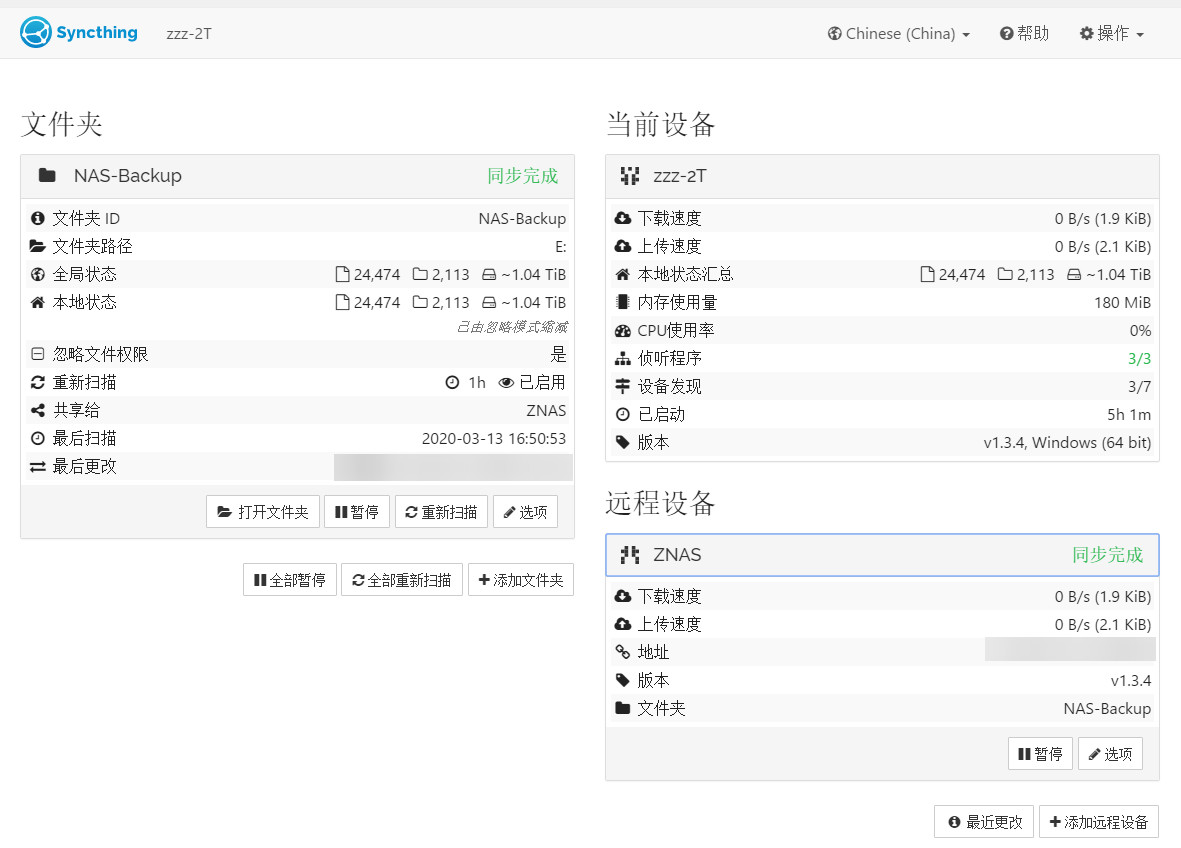 Syncthing zzz-2T Chinese (China) 帮助 操作
文件夹
NAS-Backup 同步完成
文件夹 ID NAS-Backup
文件夹路径 E:
全局状态 24,474 2,113 ~1.04 TiB
本地状态 24,474 2,113 ~1.04 TiB
已由忽略模式缩减
忽略文件权限 是
重新扫描 1h 已启用
共享给 ZNAS
最后扫描 2020-03-13 16:50:53
最后更改
打开文件夹 暂停 重新扫描 选项
全部暂停 全部重新扫描 添加文件夹
当前设备
zzz-2T
下载速度 0 B/s (1.9 KiB)
上传速度 0 B/s (2.1 KiB)
本地状态汇总 24,474 2,113 ~1.04 TiB
内存使用量 180 MiB
CPU使用率 0%
侦听程序 3/3
设备发现 3/7
已启动 5h 1m
版本 v1.3.4, Windows (64 bit)
远程设备
ZNAS 同步完成
下载速度 0 B/s (1.9 KiB)
上传速度 0 B/s (2.1 KiB)
地址
版本 v1.3.4
文件夹 NAS-Backup
暂停 选项
最近更改 添加远程设备